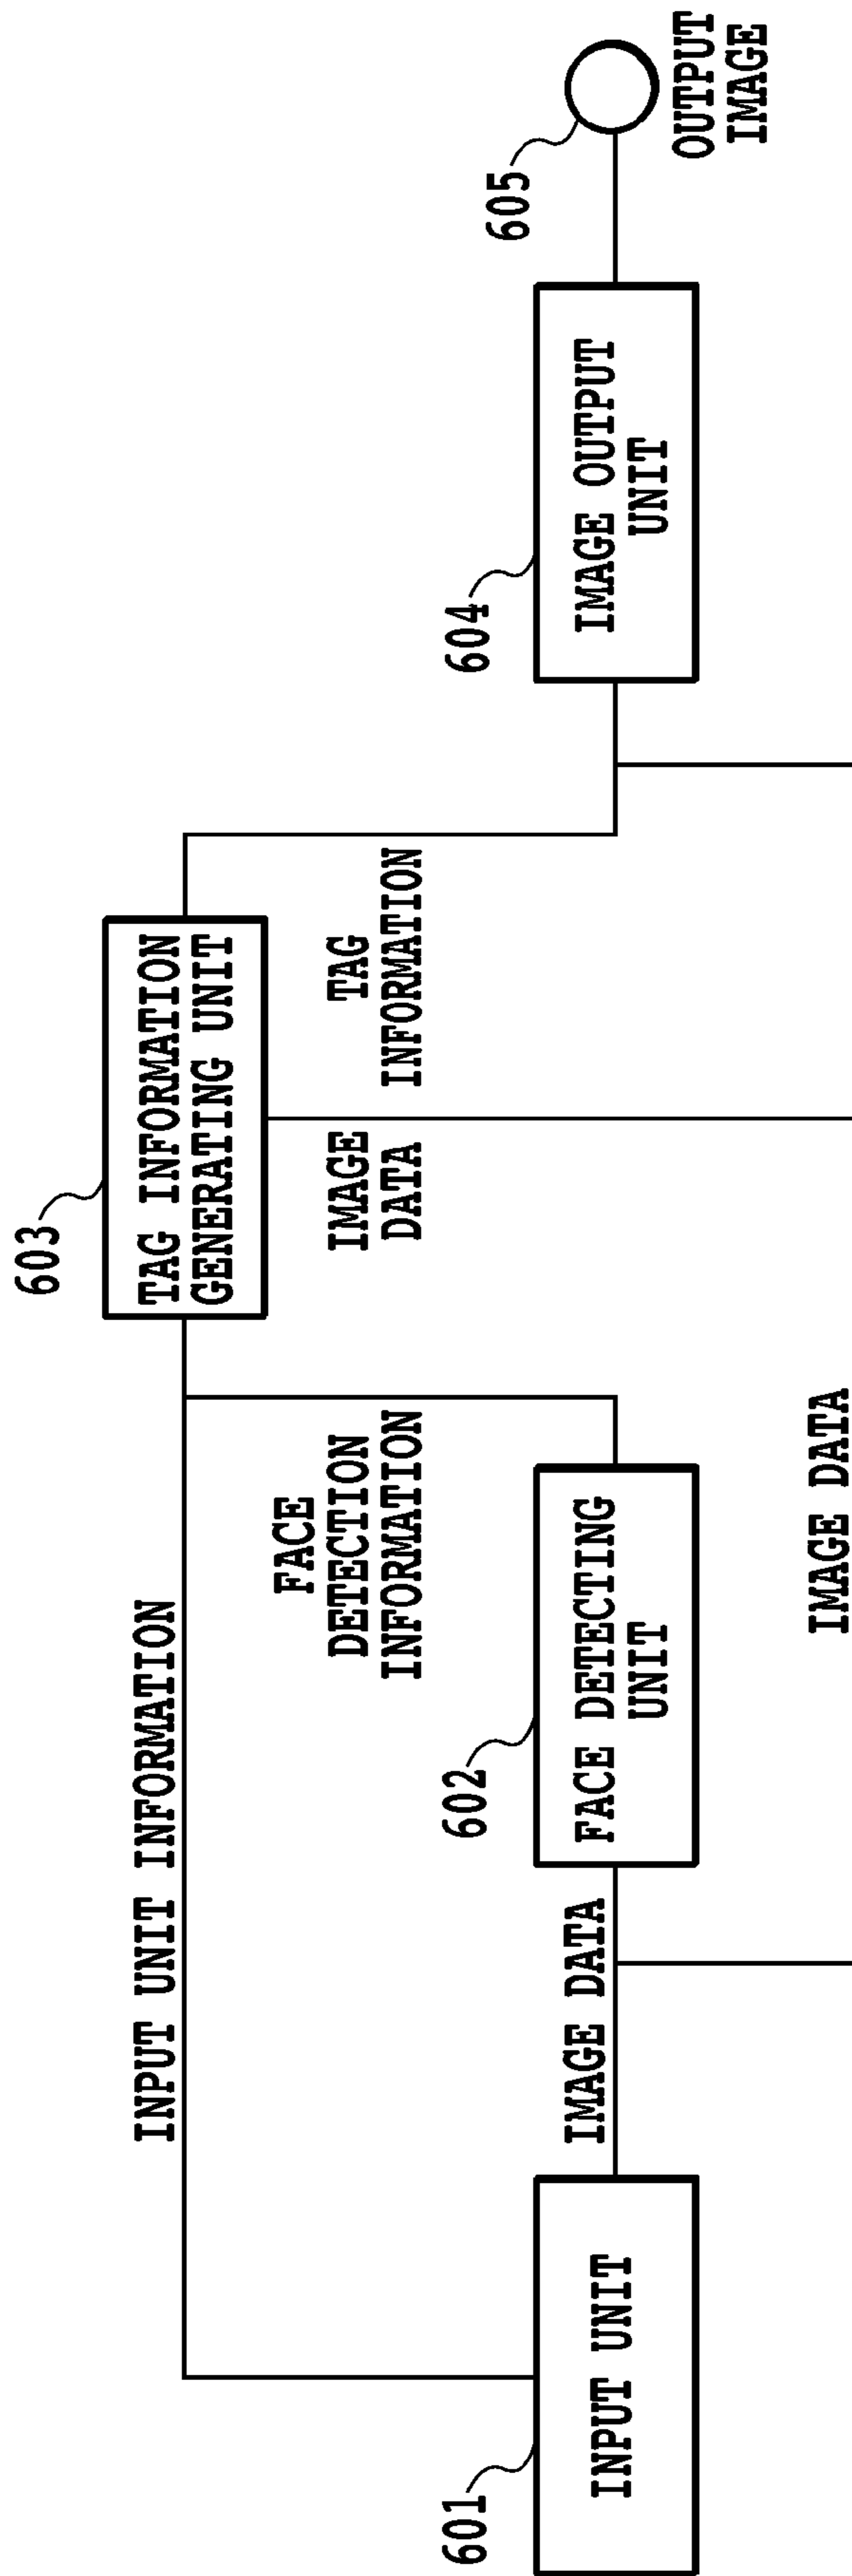 603
TAG INFORMATION
GENERATING UNIT
INPUT UNIT INFORMATION
FACE
DETECTION
INFORMATION
IMAGE
DATA
TAG
INFORMATION
601
INPUT UNIT
IMAGE DATA
602
FACE DETECTING
UNIT
604
IMAGE OUTPUT
UNIT
605
OUTPUT
IMAGE
IMAGE DATA